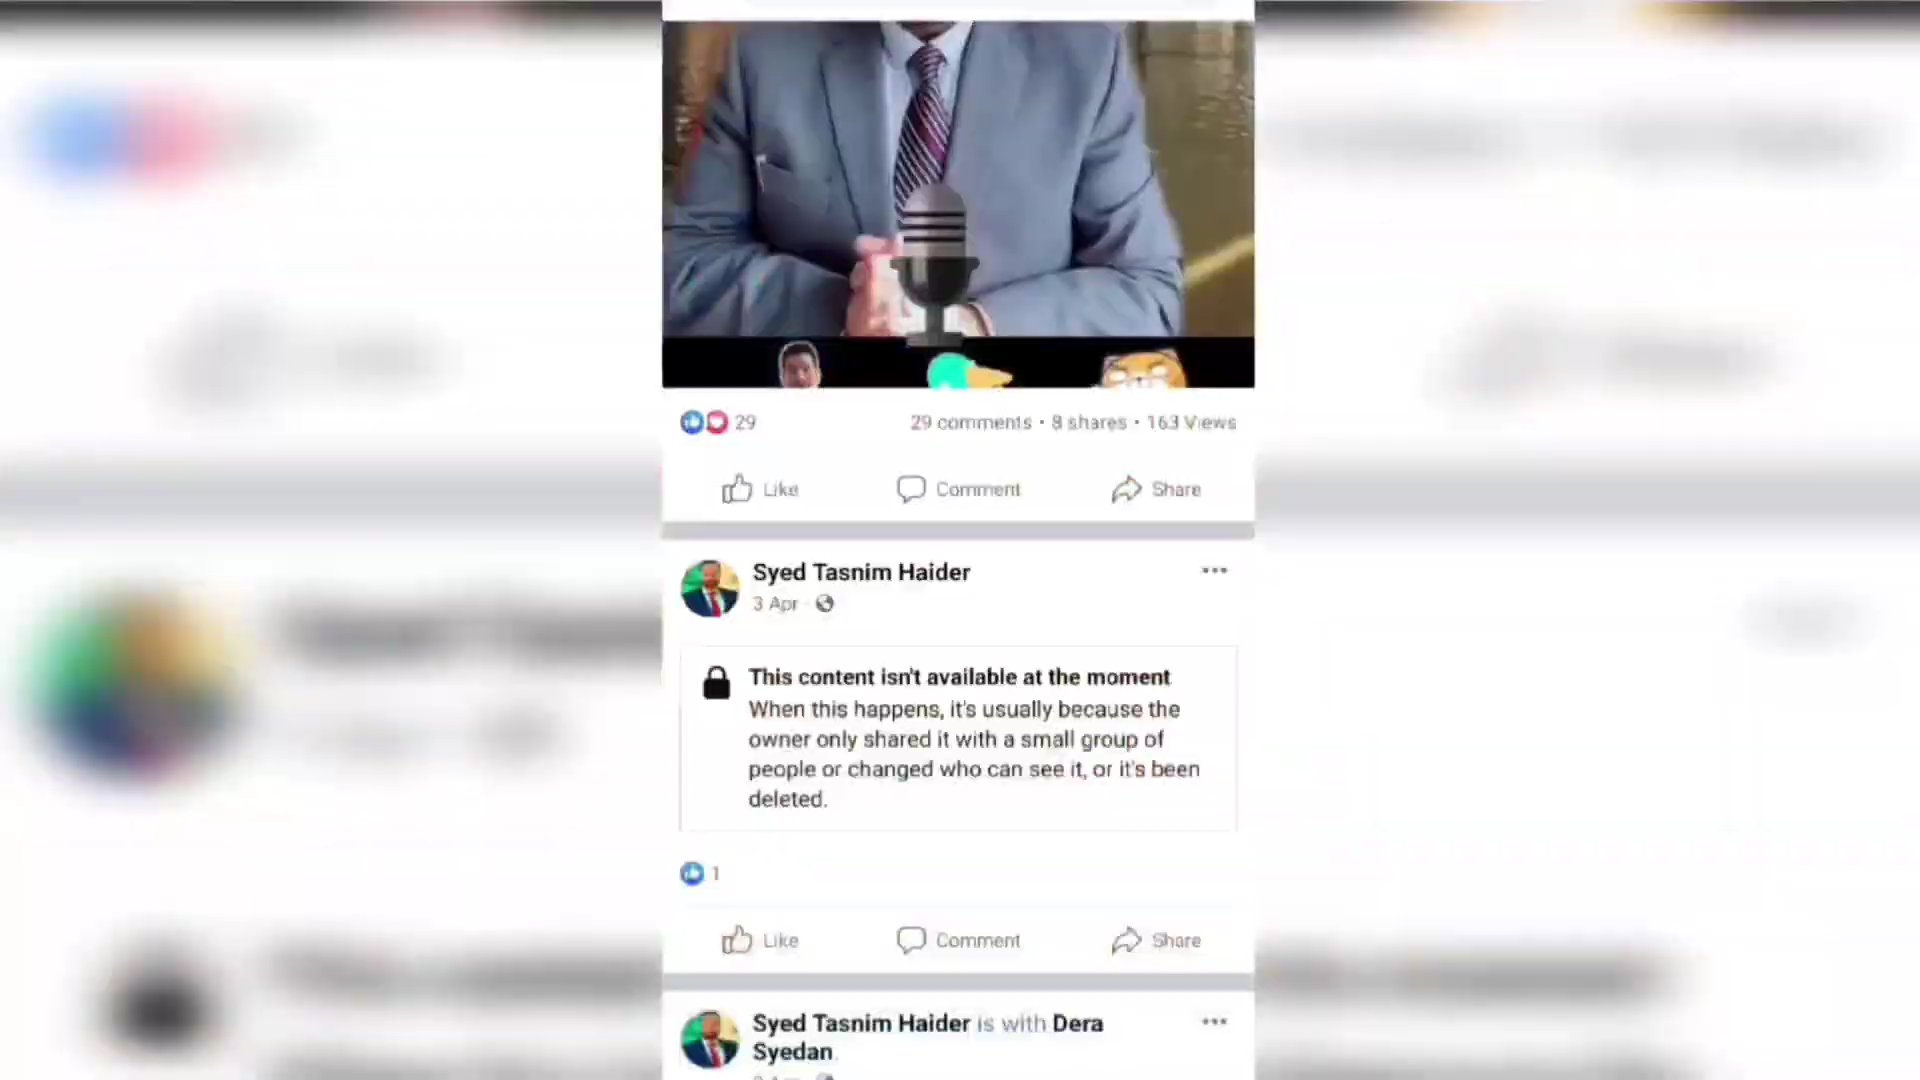 29
29 comments • 8 shares • 163 Views
Like
Comment
Share
Syed Tasnim Haider
3 Apr
This content isn't available at the moment
When this happens, it's usually because the
owner only shared it with a small group of
people or changed who can see it, or it's been
deleted.
1
Like
Comment
Share
Syed Tasnim Haider is with Dera
Syedan.